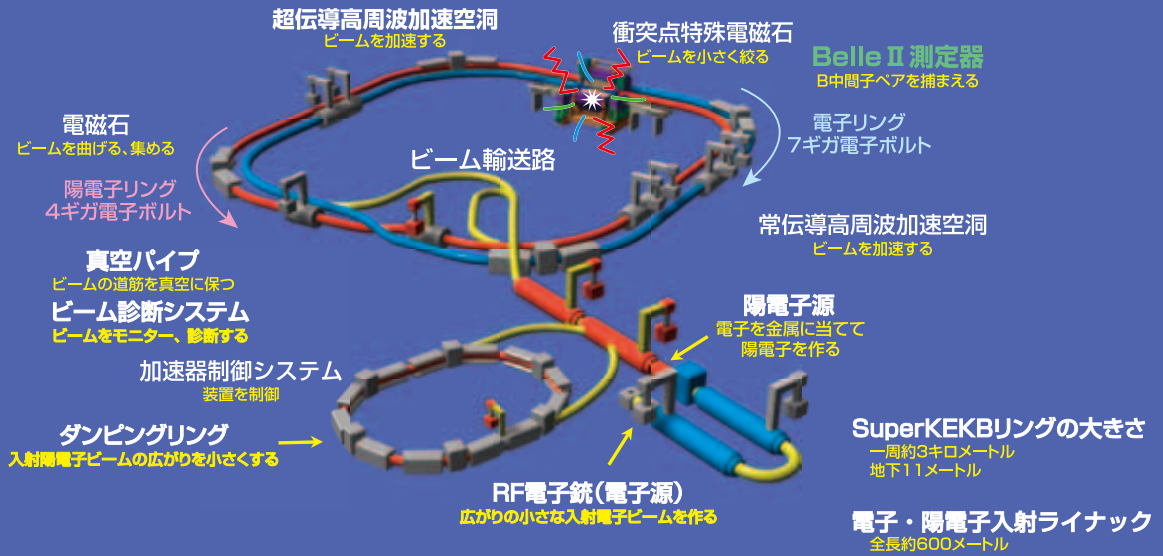 超伝導高周波加速空洞
ビームを加速する
衝突点特殊電磁石
ビームを小さく絞る
Belle II 測定器
B中間子ペアを捕まえる
電磁石
ビームを曲げる、集める
電子リング
7ギガ電子ボルト
ビーム輸送路
陽電子リング
4ギガ電子ボルト
常伝導高周波加速空洞
ビームを加速する
真空パイプ
ビームの道筋を真空に保つ
ビーム診断システム
ビームをモニター、診断する
陽電子源
電子を金属に当てて
陽電子を作る
加速器制御システム
装置を制御
ダンピングリング
入射陽電子ビームの広がりを小さくする
SuperKEKBリングの大きさ
一周約3キロメートル
地下11メートル
RF電子銃(電子源)
広がりの小さな入射電子ビームを作る
電子・陽電子入射ライナック
全長約600メートル